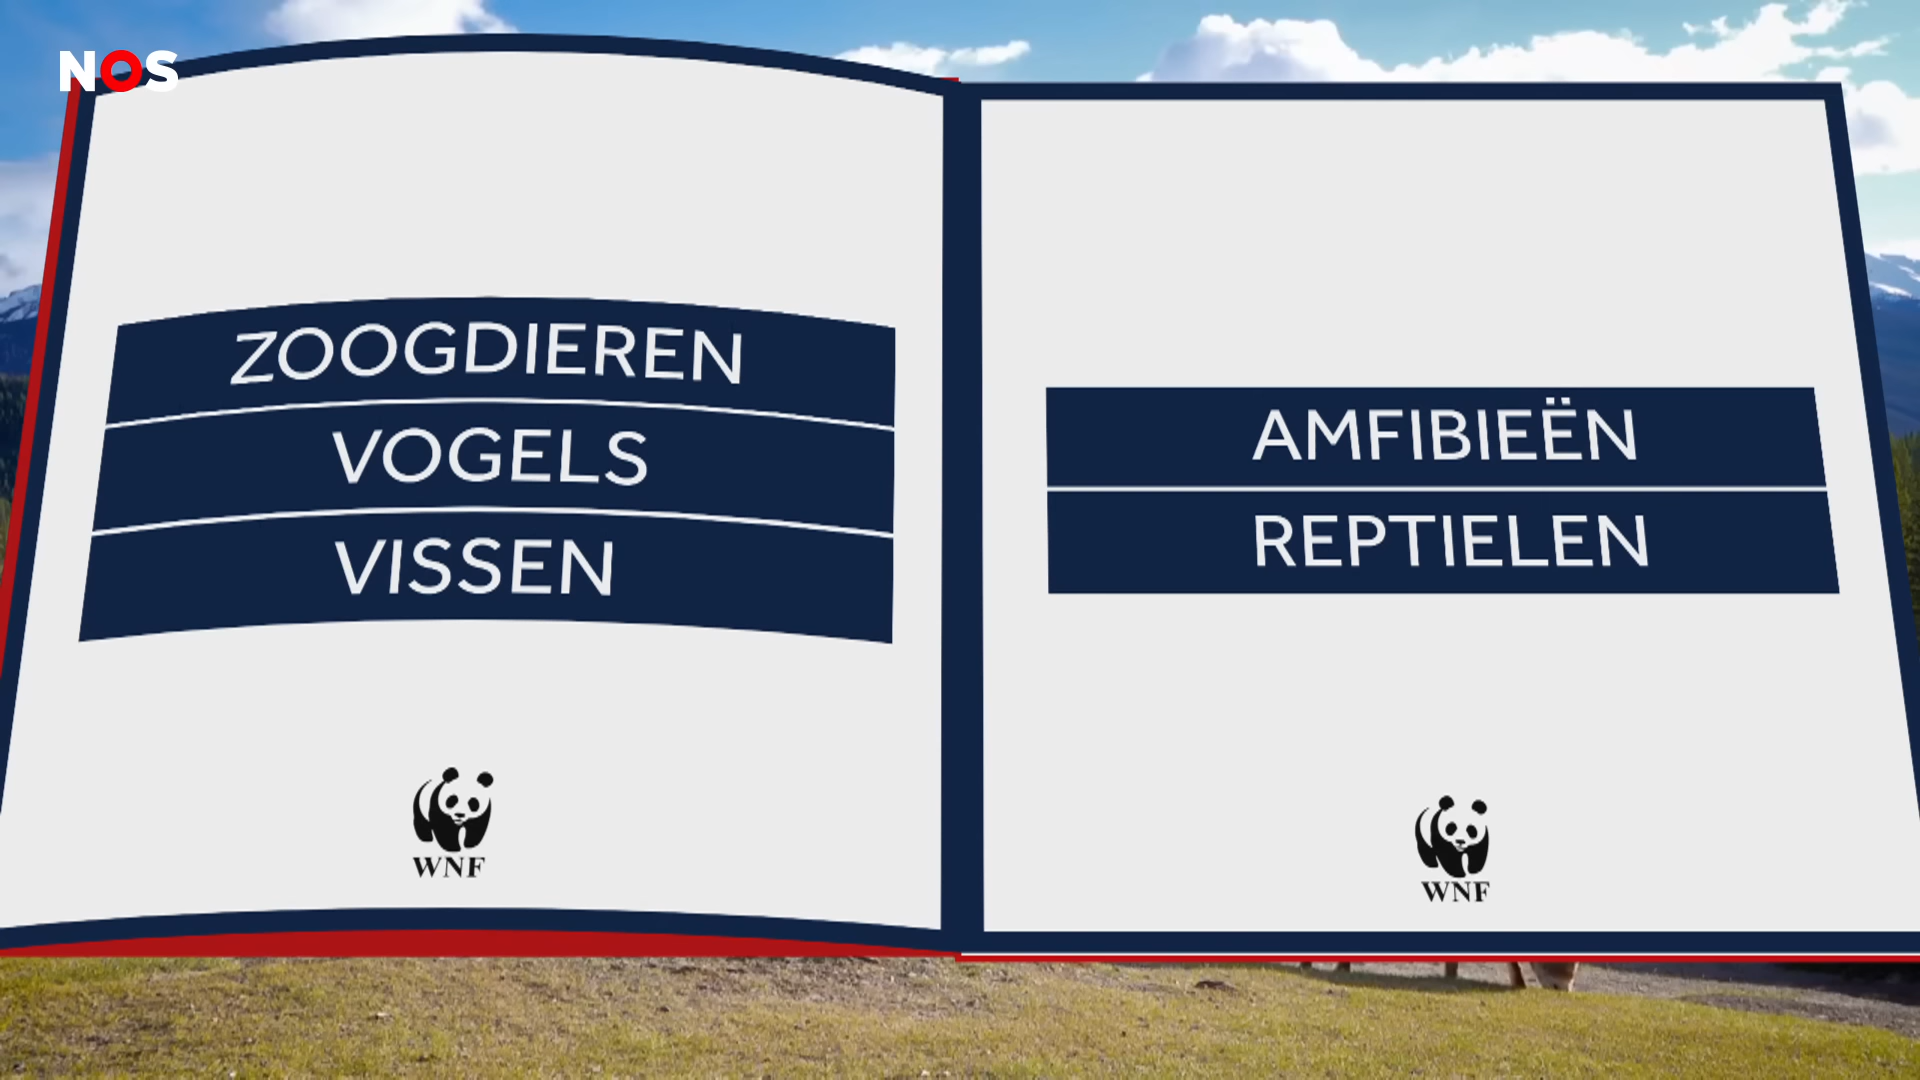 NOS
ZOOGDIEREN
VOGELS
VISSEN
WNF
AMFIBIEËN
REPTIELEN
WNF